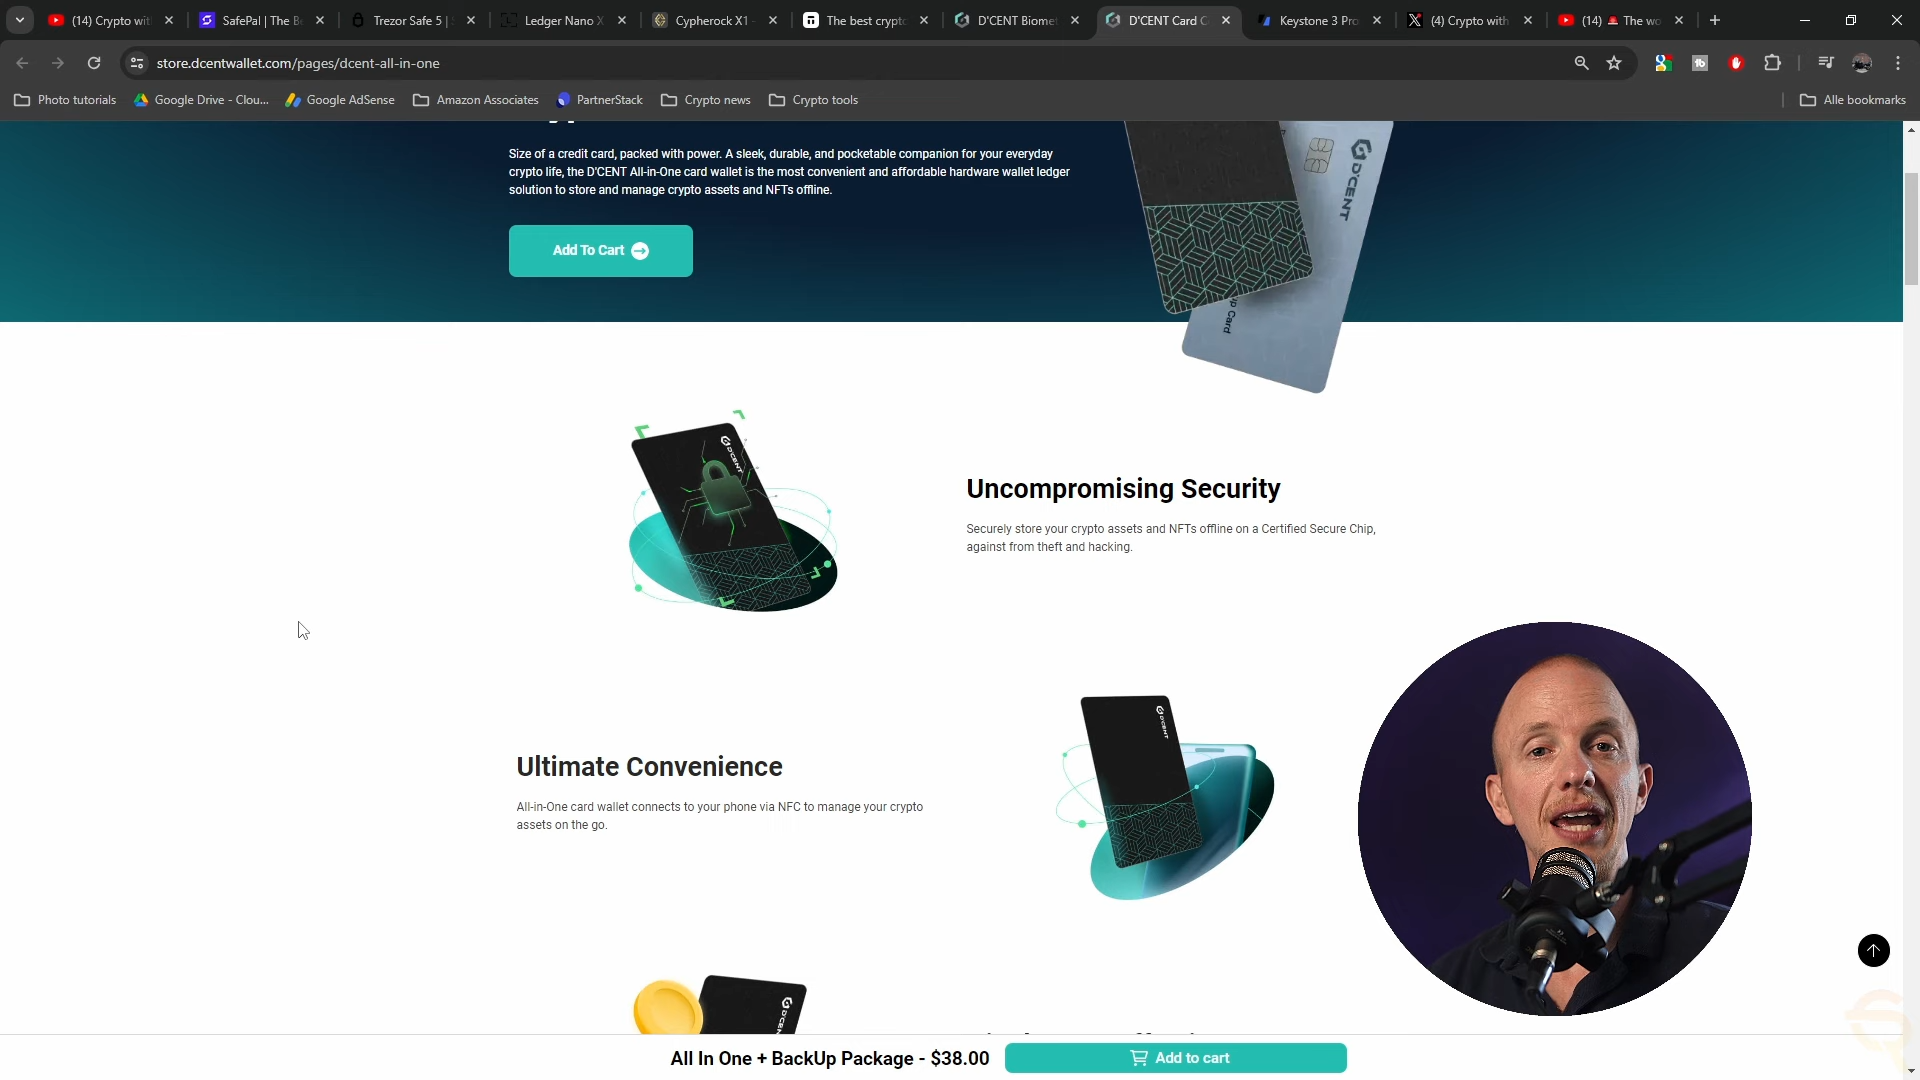 (14) Crypto wit
SafePal | The B
Trezor Safe 5 |
Ledger Nano X
Cypherock X1 -
The best crypto
D'CENT Biomet
D'CENT Card C
Keystone 3 Pro
(4) Crypto with
(14) 🚨 The wo
store.dcentwallet.com/pages/dcent-all-in-one
Photo tutorials
Google Drive - Clou...
Google AdSense
Amazon Associates
PartnerStack
Crypto news
Crypto tools
Alle bookmarks
Size of a credit card, packed with power. A sleek, durable, and pocketable companion for your everyday
crypto life, the D'CENT All-in-One card wallet is the most convenient and affordable hardware wallet ledger
solution to store and manage crypto assets and NFTs offline.
Add To Cart
D'CENT
up Card
D'CENT
Uncompromising Security
Securely store your crypto assets and NFTs offline on a Certified Secure Chip,
against from theft and hacking.
D'CENT
Ultimate Convenience
All-in-One card wallet connects to your phone via NFC to manage your crypto
assets on the go.
D'CENT
All In One + BackUp Package - $38.00
Add to cart